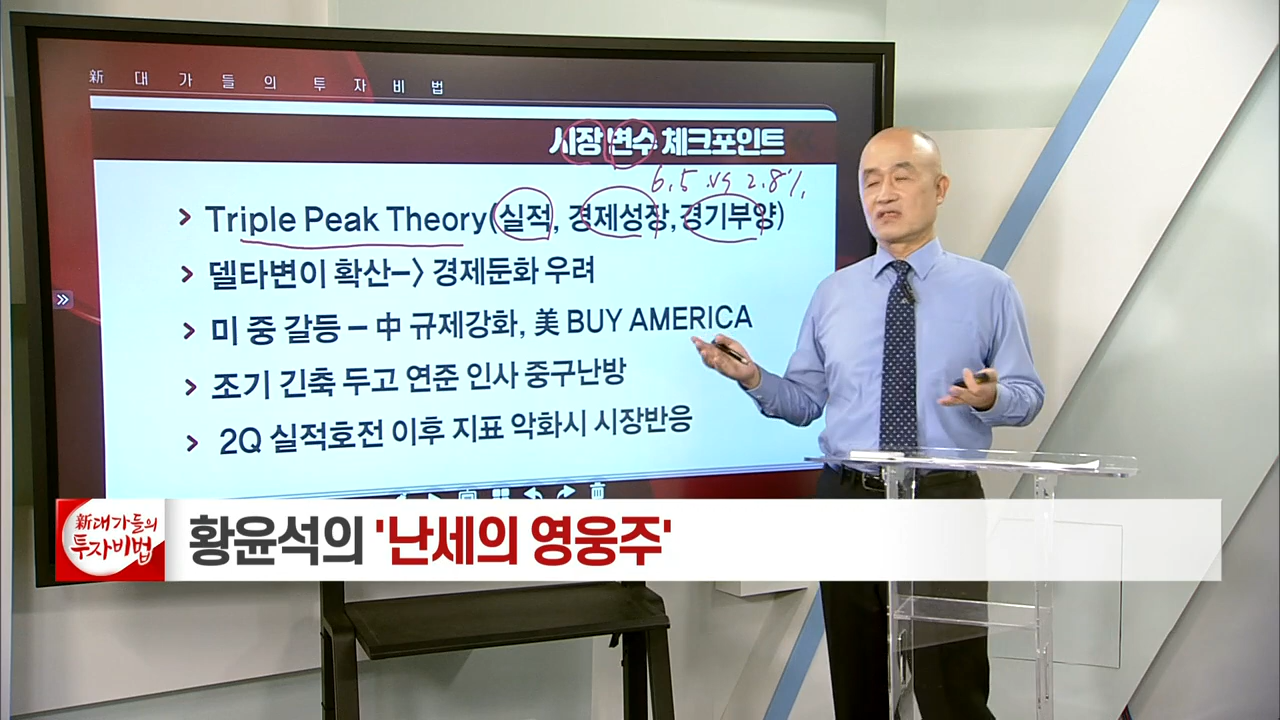 新 대 가 들 의 투 자 비 법
시장 변수 체크포인트
6.5 vs 2.8%
> Triple Peak Theory(실적, 경제성장, 경기부양)
> 델타변이 확산–> 경제둔화 우려
> 미 중 갈등 – 中 규제강화, 美 BUY AMERICA
> 조기 긴축 두고 연준 인사 중구난방
> 2Q 실적호전 이후 지표 악화시 시장반응
新대가들의
투자비법
황윤석의 '난세의 영웅주'